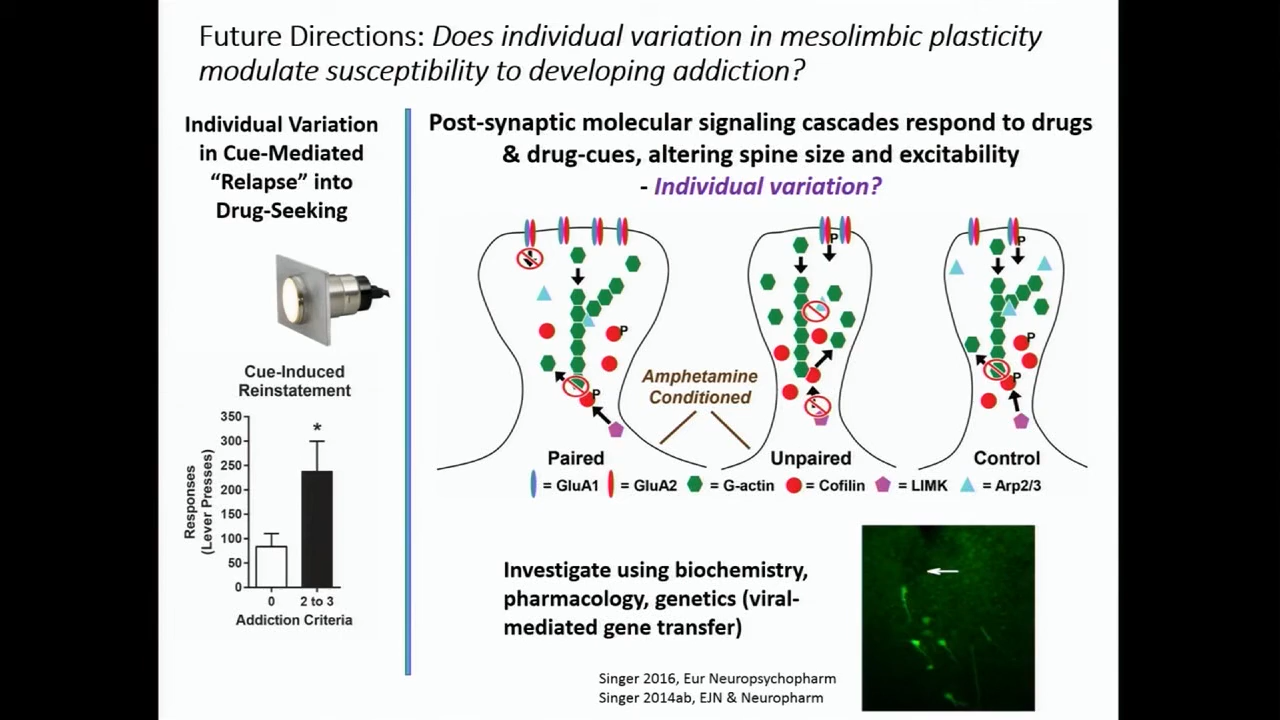 Future Directions: Does individual variation in mesolimbic plasticity
modulate susceptibility to developing addiction?
Individual Variation
in Cue-Mediated
“Relapse” into
Drug-Seeking
Cue-Induced
Reinstatement
*
350
300
250
200
150
100
50
0
Responses
(Lever Presses)
0
2 to 3
Addiction Criteria
Post-synaptic molecular signaling cascades respond to drugs
& drug-cues, altering spine size and excitability
- Individual variation?
P
P
P
P
P
P
Amphetamine
Conditioned
Paired
Unpaired
Control
= GluA1
= GluA2
= G-actin
= Cofilin
= LIMK
= Arp2/3
Investigate using biochemistry,
pharmacology, genetics (viral-
mediated gene transfer)
Singer 2016, Eur Neuropsychopharm
Singer 2014ab, EJN & Neuropharm